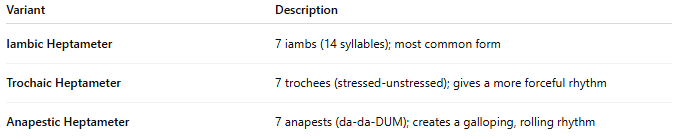 Variant Description
Iambic Heptameter 7 iambs (14 syllables); most common form
Trochaic Heptameter 7 trochees (stressed-unstressed); gives a more forceful rhythm
Anapestic Heptameter 7 anapests (da-da-DUM); creates a galloping, rolling rhythm